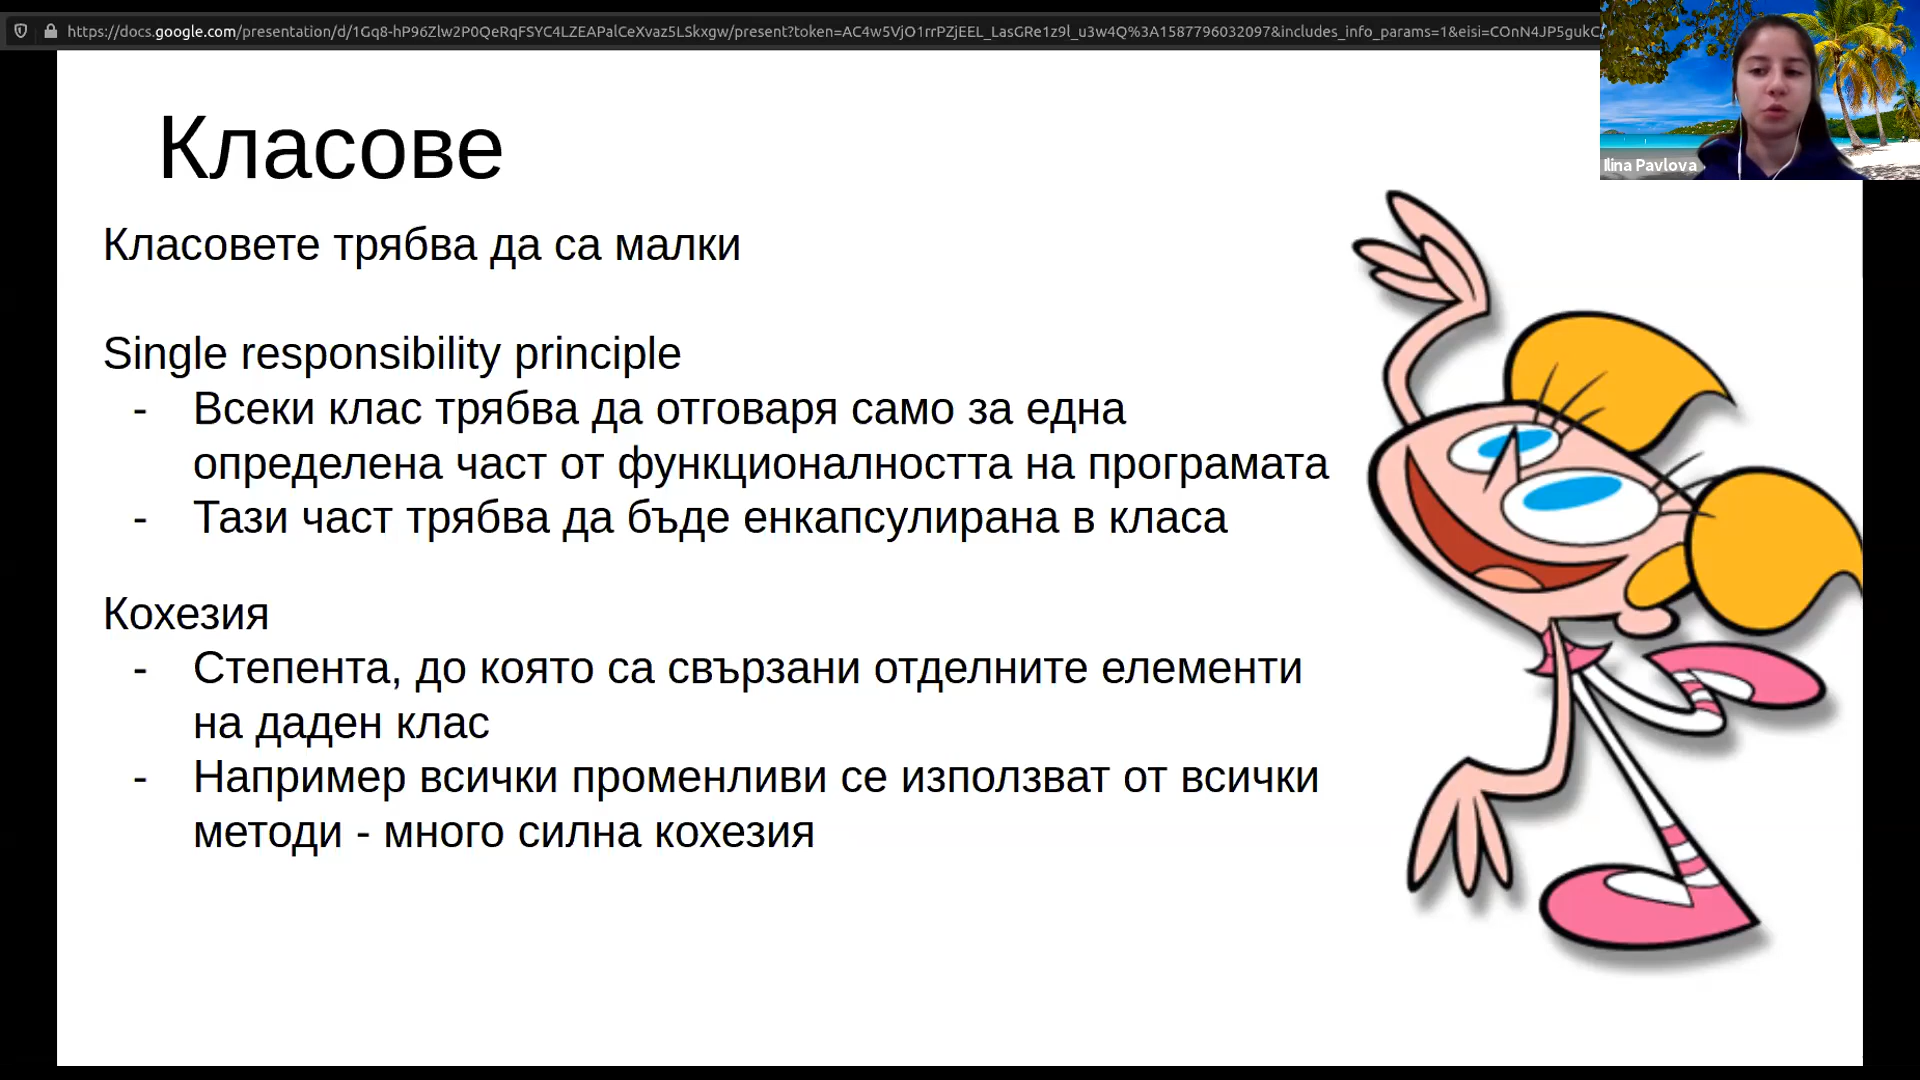 https://docs.google.com/presentation/d/1Gq8-hP96Zlw2P0QeRqFSYC4LZEAPalCeXvaz5LSkxgw/present?token=AC4w5VjO1rrPZjEEL_LasGRe1z9l_u3w4Q%3A1587796032097&includes_info_params=1&eisi=COnN4JP5gukC
Ilina Pavlova
Класове
Класовете трябва да са малки
Single responsibility principle
- Всеки клас трябва да отговаря само за една
определена част от функционалността на програмата
- Тази част трябва да бъде енкапсулирана в класа
Кохезия
- Степента, до която са свързани отделните елементи
на даден клас
- Например всички променливи се използват от всички
методи - много силна кохезия